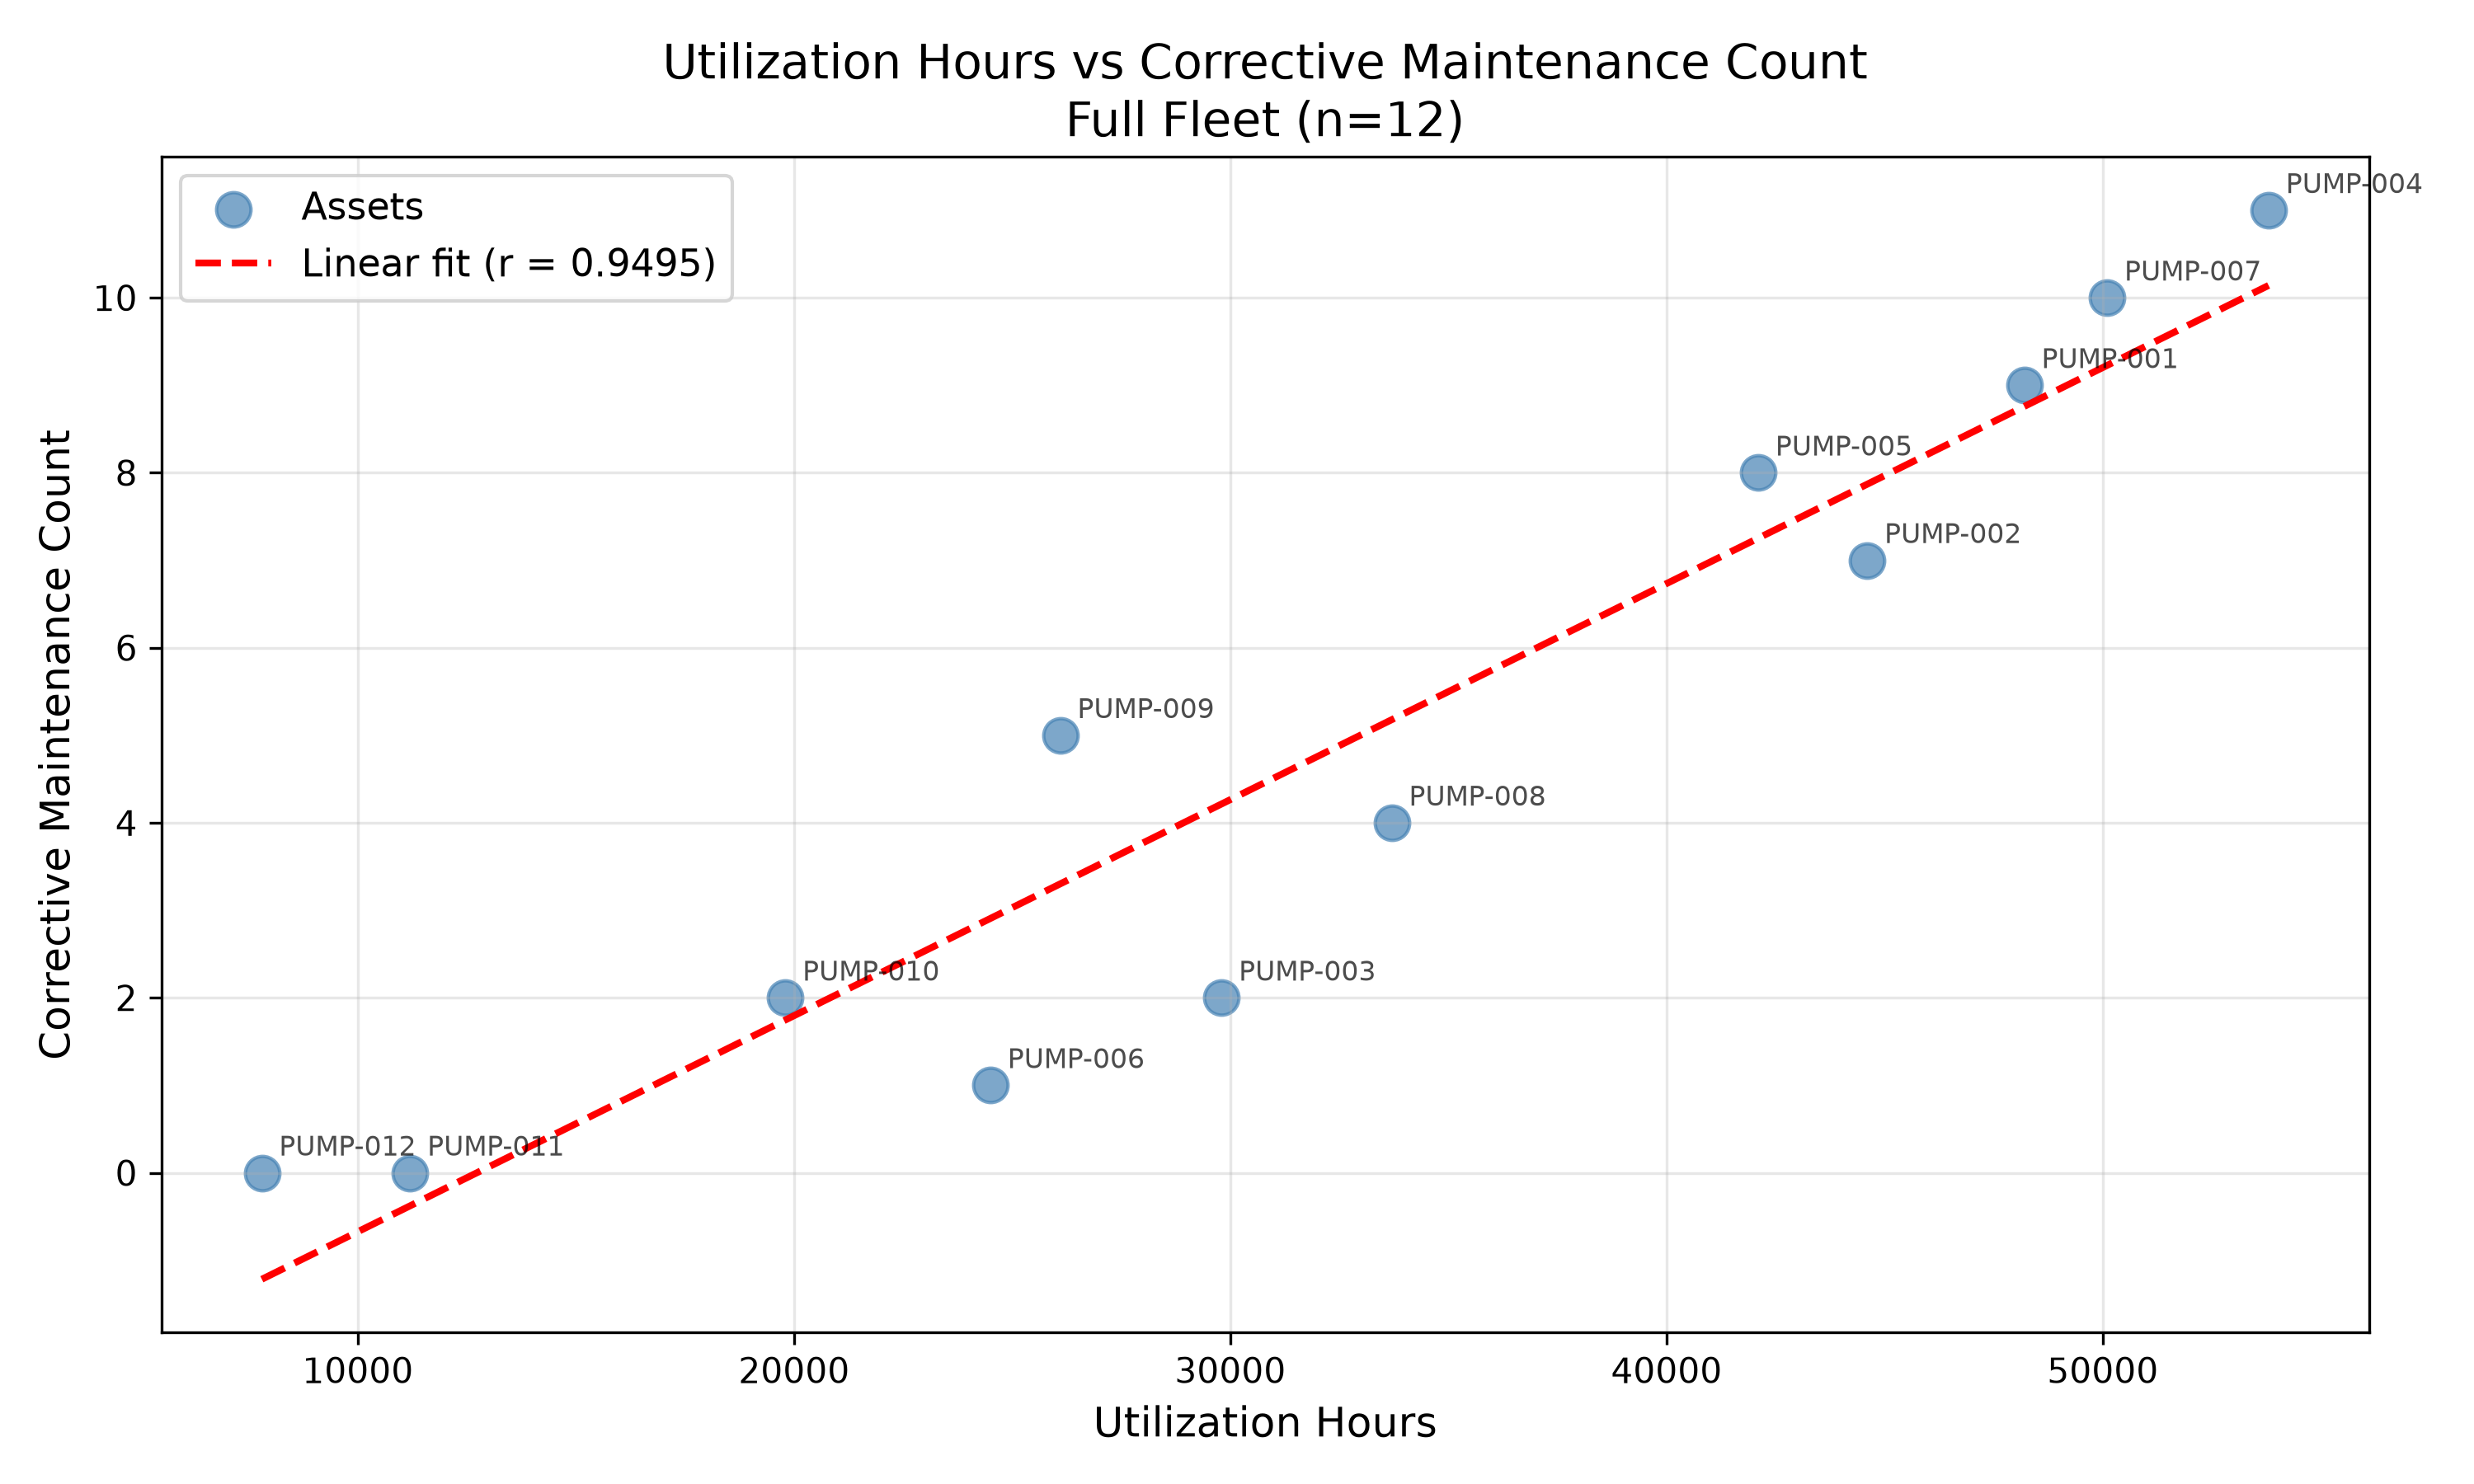 Utilization Hours vs Corrective Maintenance Count
Full Fleet (n=12)
Assets
Linear fit (r = 0.9495)
PUMP-004
PUMP-007
PUMP-001
PUMP-005
PUMP-002
PUMP-009
PUMP-008
PUMP-010
PUMP-003
PUMP-006
PUMP-012
PUMP-011
10
8
6
4
2
0
Corrective Maintenance Count
10000
20000
30000
40000
50000
Utilization Hours